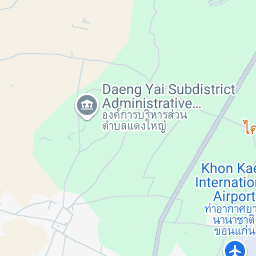 Daeng Yai Subdistrict
Administrative...
องค์การบริหารส่วน
ตำบลแดงใหญ่
Khon Kae
International
Airport
ท่าอากาศยา
นานาชาติ
ขอนแก่น